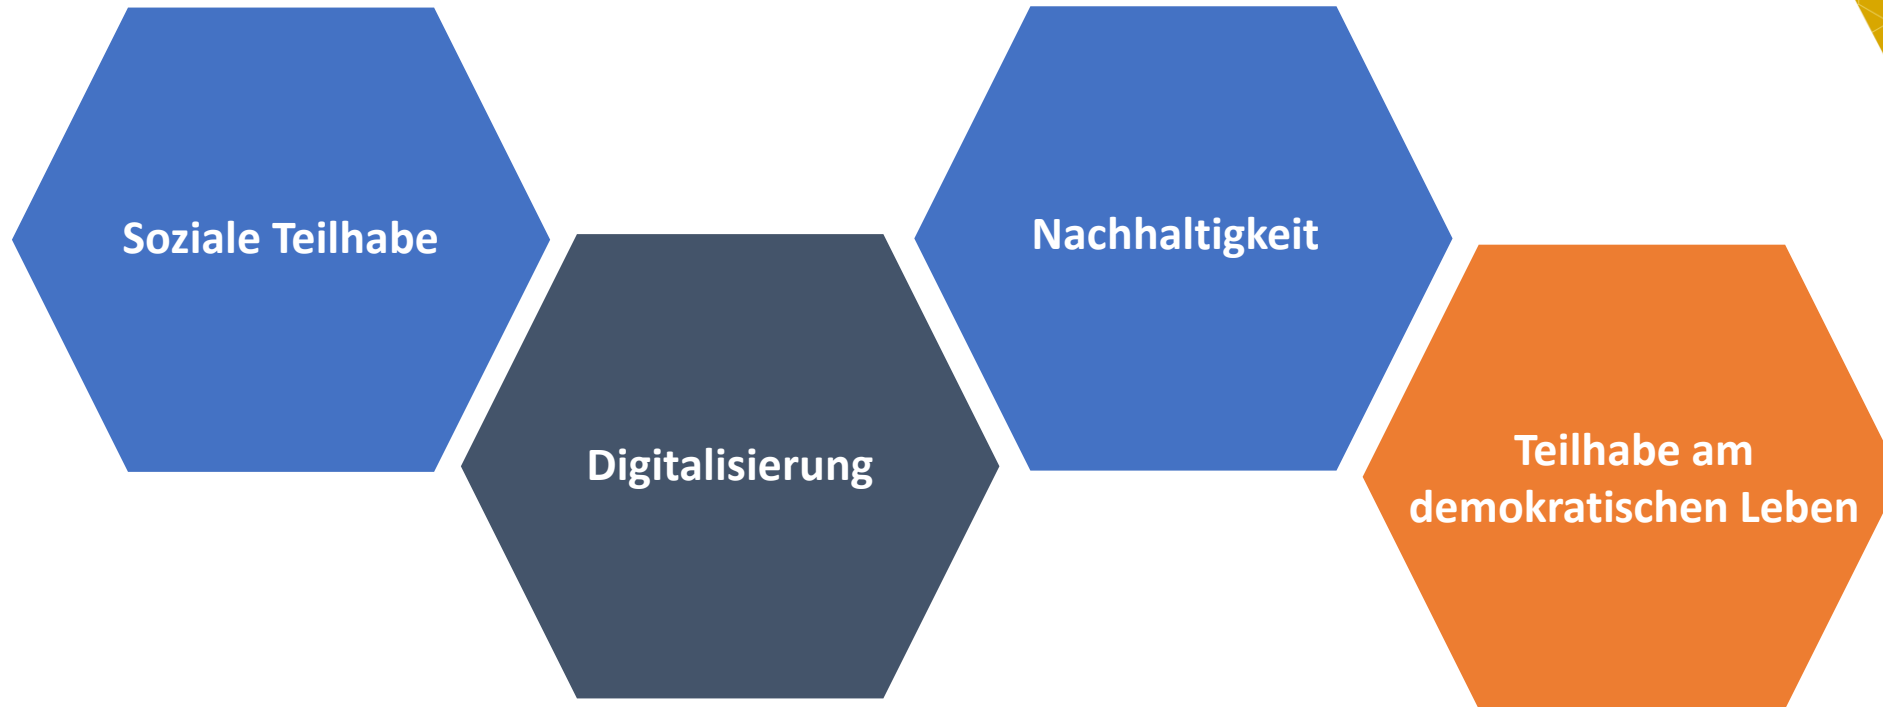 Soziale Teilhabe
Digitalisierung
Nachhaltigkeit
Teilhabe am
demokratischen Leben